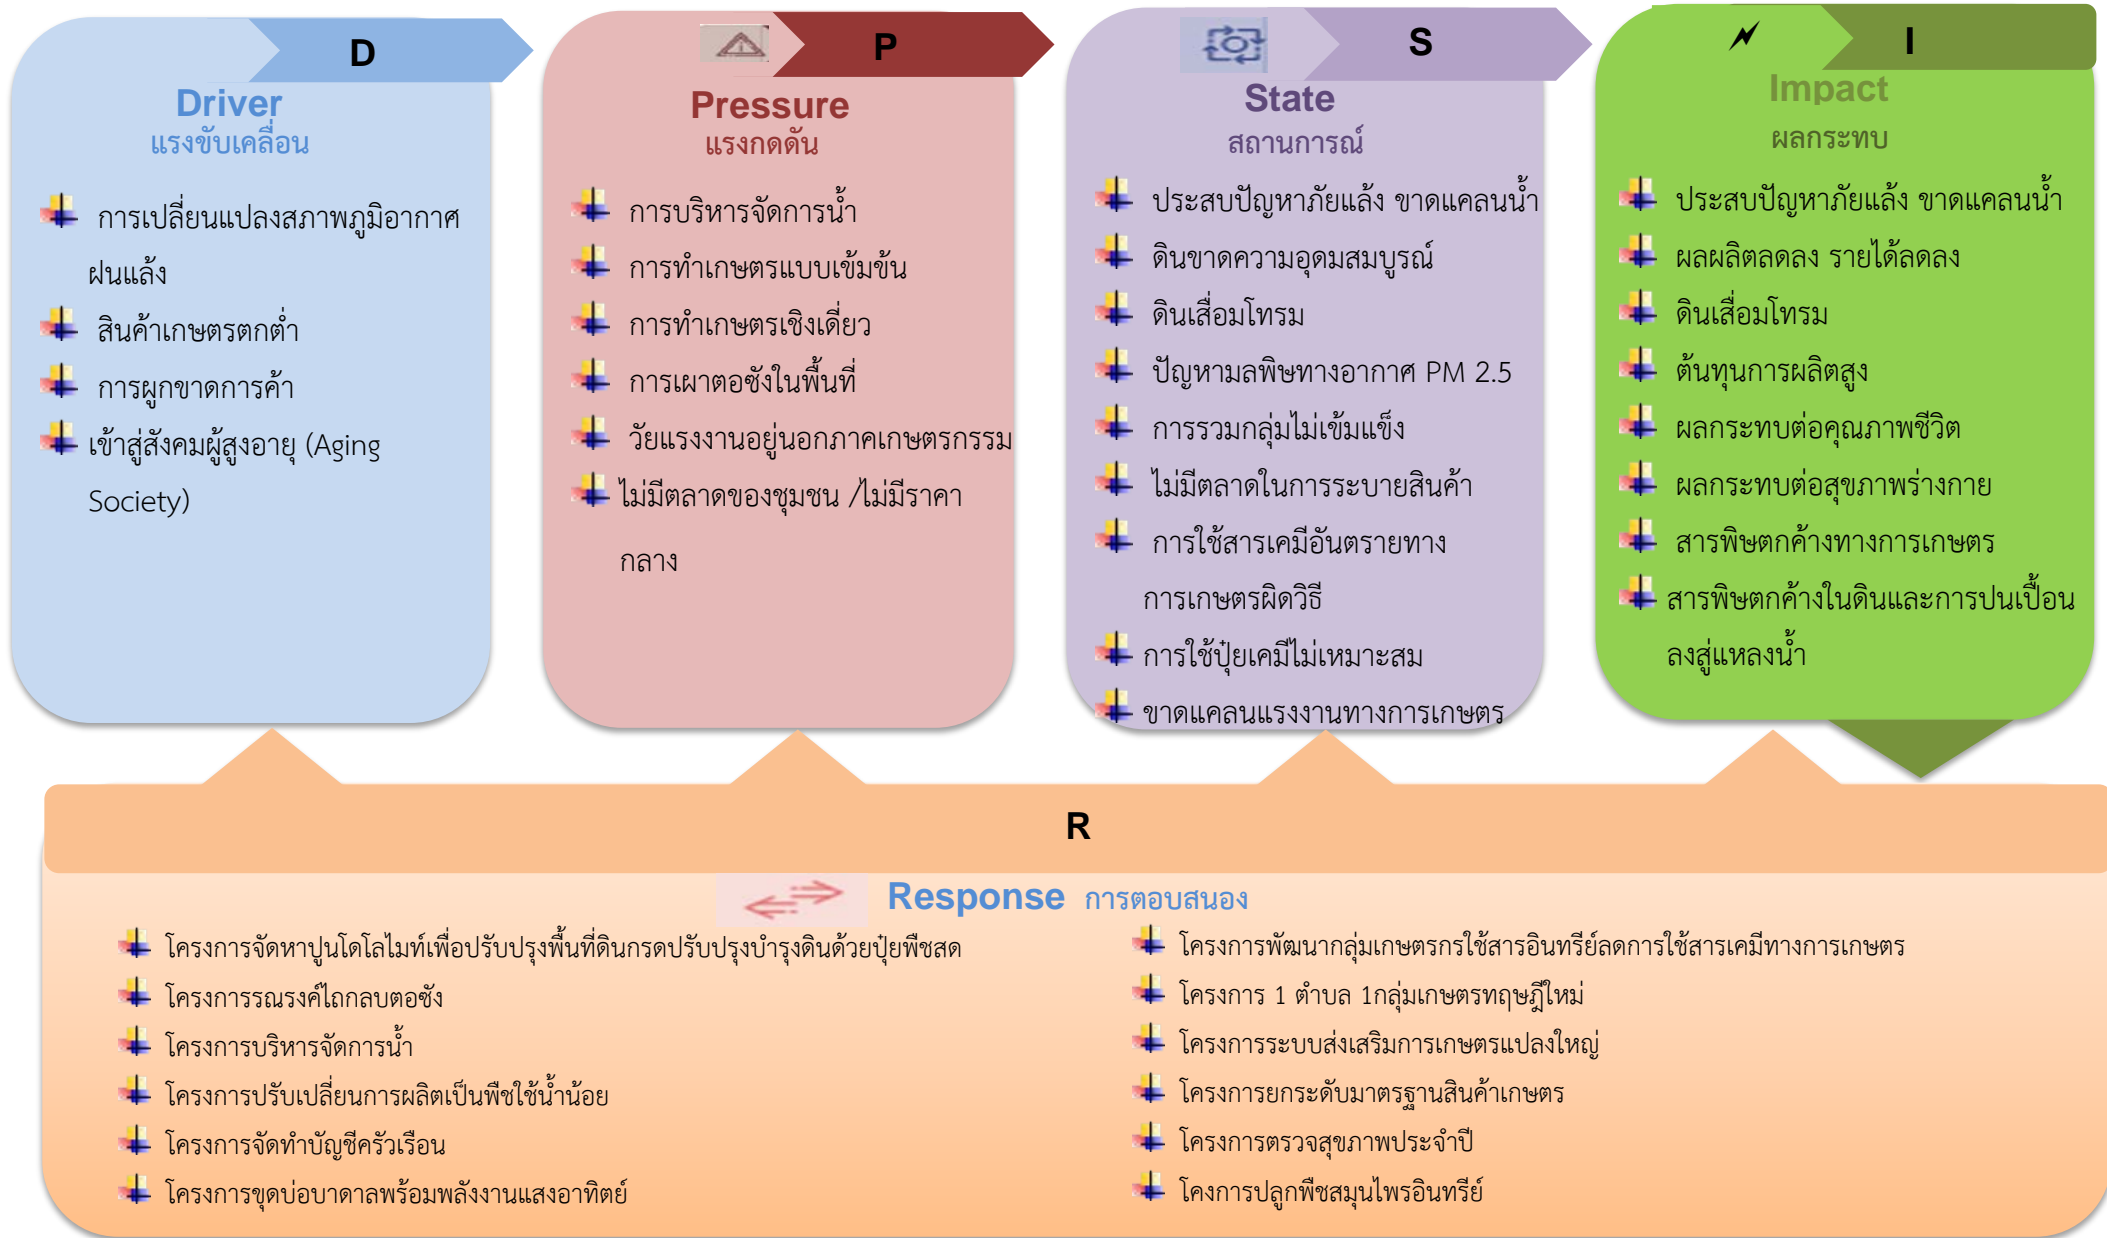 D
Driver
แรงขับเคลื่อน
การเปลี่ยนแปลงสภาพภูมิอากาศ
ฝนแล้ง
สินค้าเกษตรตกต่ำ
การผูกขาดการค้า
เข้าสู่สังคมผู้สูงอายุ (Aging
Society)
P
Pressure
แรงกดดัน
การบริหารจัดการน้ำ
การทำเกษตรแบบเข้มข้น
การทำเกษตรเชิงเดี่ยว
การเผาตอซังในพื้นที่
วัยแรงงานอยู่นอกภาคเกษตรกรรม
ไม่มีตลาดของชุมชน /ไม่มีราคา
กลาง
S
State
สถานการณ์
ประสบปัญหาภัยแล้ง ขาดแคลนน้ำ
ดินขาดความอุดมสมบูรณ์
ดินเสื่อมโทรม
ปัญหามลพิษทางอากาศ PM 2.5
การรวมกลุ่มไม่เข้มแข็ง
ไม่มีตลาดในการระบายสินค้า
การใช้สารเคมีอันตรายทาง
การเกษตรผิดวิธี
การใช้ปุ๋ยเคมีไม่เหมาะสม
ขาดแคลนแรงงานทางการเกษตร
I
Impact
ผลกระทบ
ประสบปัญหาภัยแล้ง ขาดแคลนน้ำ
ผลผลิตลดลง รายได้ลดลง
ดินเสื่อมโทรม
ต้นทุนการผลิตสูง
ผลกระทบต่อคุณภาพชีวิต
ผลกระทบต่อสุขภาพร่างกาย
สารพิษตกค้างทางการเกษตร
สารพิษตกค้างในดินและการปนเปื้อน
ลงสู่แหลงน้ำ
R
Response การตอบสนอง
โครงการจัดหาปูนโดโลไมท์เพื่อปรับปรุงพื้นที่ดินกรดปรับปรุงบำรุงดินด้วยปุ๋ยพืชสด
โครงการรณรงค์ไถกลบตอซัง
โครงการบริหารจัดการน้ำ
โครงการปรับเปลี่ยนการผลิตเป็นพืชใช้น้ำน้อย
โครงการจัดทำบัญชีครัวเรือน
โครงการขุดบ่อบาดาลพร้อมพลังงานแสงอาทิตย์
โครงการพัฒนากลุ่มเกษตรกรใช้สารอินทรีย์ลดการใช้สารเคมีทางการเกษตร
โครงการ 1 ตำบล 1กลุ่มเกษตรทฤษฎีใหม่
โครงการระบบส่งเสริมการเกษตรแปลงใหญ่
โครงการยกระดับมาตรฐานสินค้าเกษตร
โครงการตรวจสุขภาพประจำปี
โคงการปลูกพืชสมุนไพรอินทรีย์